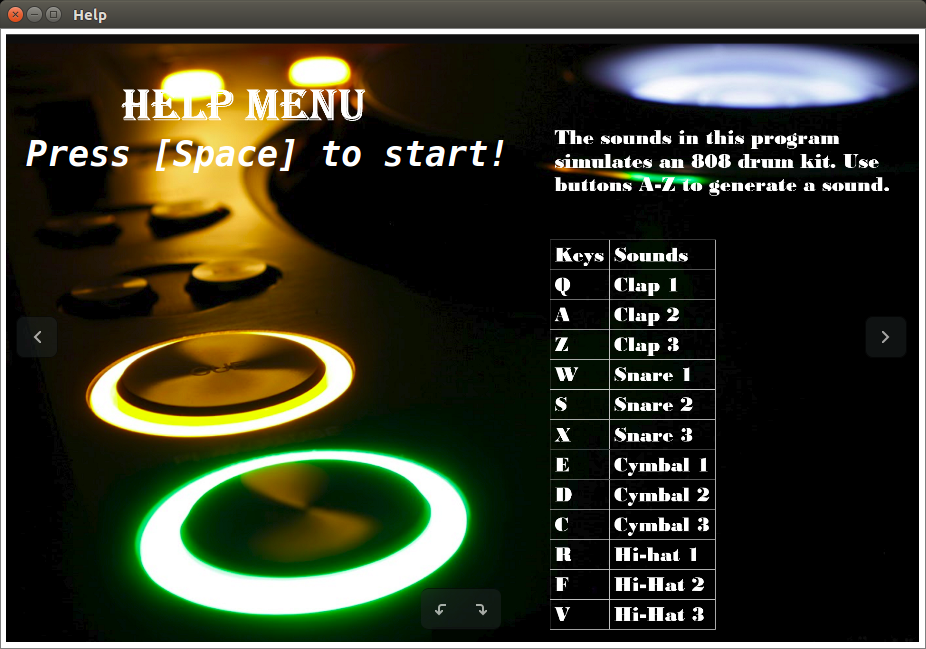 Help
HELP MENU
Press [Space] to start!
The sounds in this program
simulates an 808 drum kit. Use
buttons A-Z to generate a sound.
Keys Sounds
Q Clap 1
A Clap 2
Z Clap 3
W Snare 1
S Snare 2
X Snare 3
E Cymbal 1
D Cymbal 2
C Cymbal 3
R Hi-hat 1
F Hi-Hat 2
V Hi-Hat 3